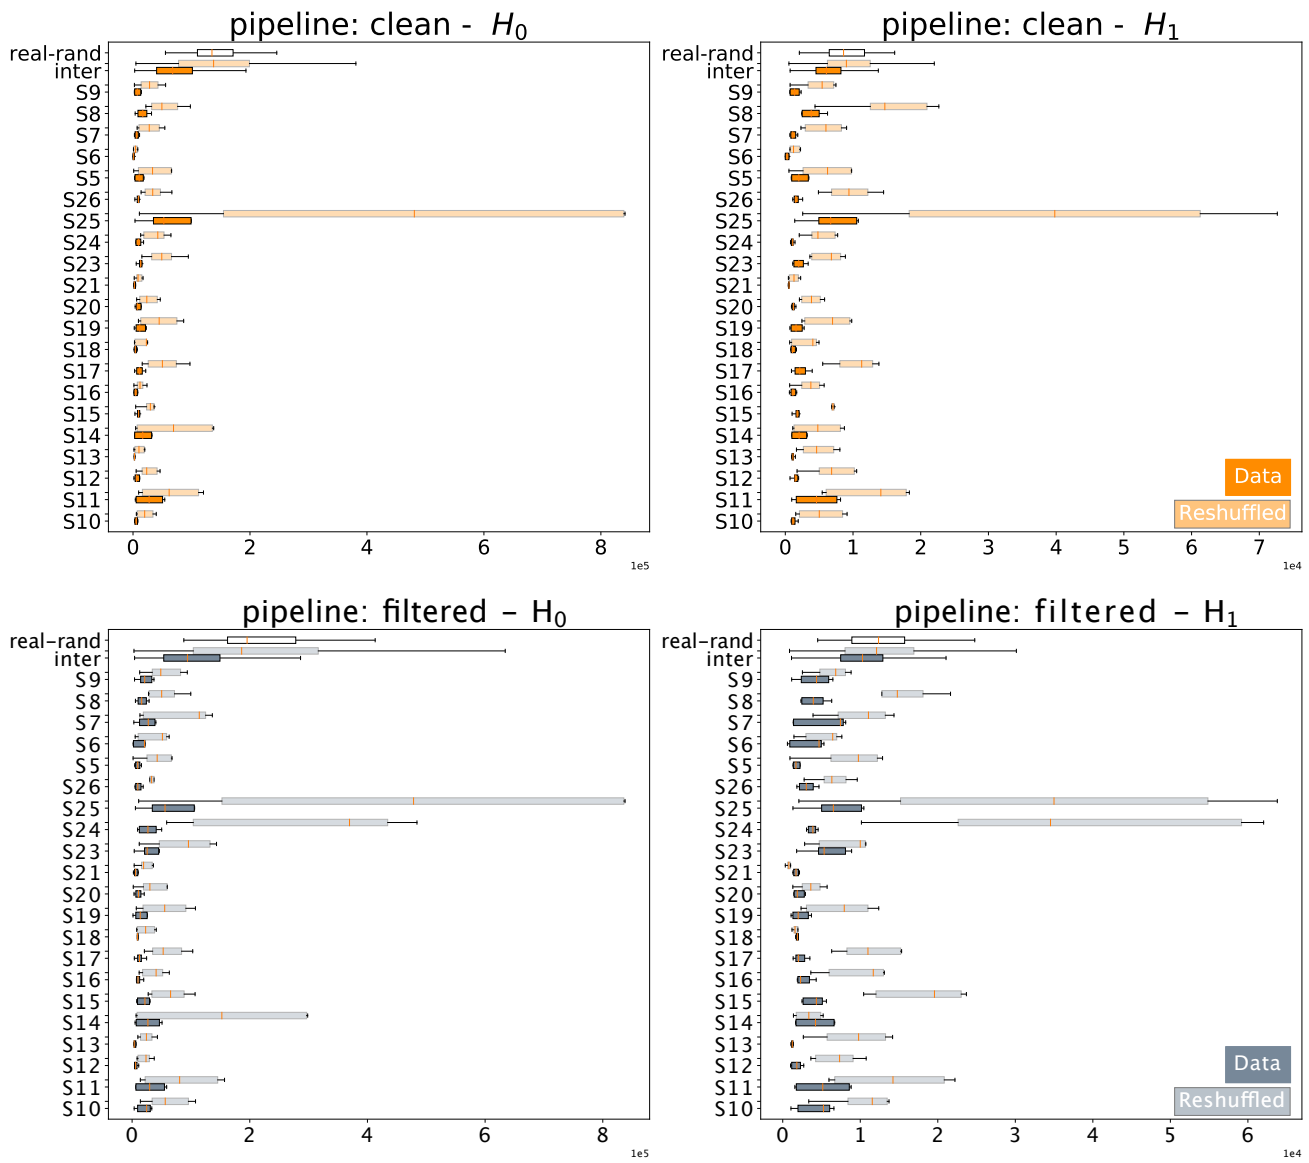 pipeline: clean - H0
real-rand
inter
S9
S8
S7
S6
S5
S26
S25
S24
S23
S21
S20
S19
S18
S17
S16
S15
S14
S13
S12
S11
S10
0 2 4 6 8
1e5
pipeline: clean - H1
real-rand
inter
S9
S8
S7
S6
S5
S26
S25
S24
S23
S21
S20
S19
S18
S17
S16
S15
S14
S13
S12
S11
S10
Data
Reshuffled
0 1 2 3 4 5 6 7
1e4
pipeline: filtered – H0
real−rand
inter
S9
S8
S7
S6
S5
S26
S25
S24
S23
S21
S20
S19
S18
S17
S16
S15
S14
S13
S12
S11
S10
0 2 4 6 8
1e5
pipeline: filtered – H1
real−rand
inter
S9
S8
S7
S6
S5
S26
S25
S24
S23
S21
S20
S19
S18
S17
S16
S15
S14
S13
S12
S11
S10
Data
Reshuffled
0 1 2 3 4 5 6
1e4